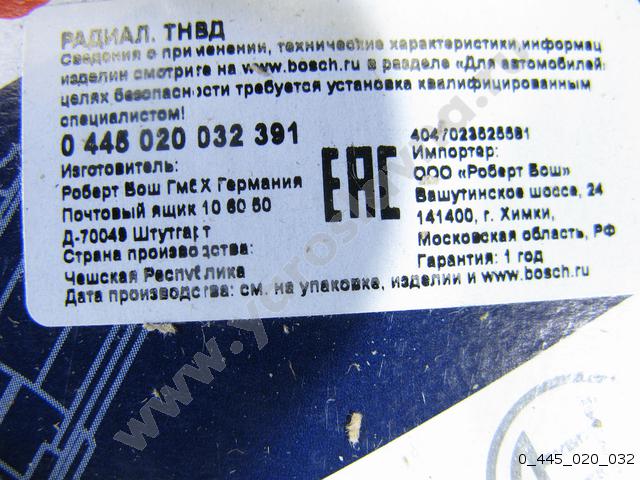 РАДИАЛ. ТНВД
Сведения о применении, технические характеристики, информац
изделии смотрите на www.bosch.ru в разделе «Для автомобилей
целях безопасности требуется установка квалифицированным
специалистом!
0 445 020 032 391
4047023525581
Изготовитель:
Роберт Бош ГмбХ Германия
Почтовый ящик 10 60 50
Д-70049 Штутгарт
Страна производства:
Чешская Республика
EAC
Импортер:
ООО «Роберт Бош»
Вашутинское шоссе, 24
141400, г. Химки,
Московская область, РФ
Гарантия: 1 год
Дата производства: см. на упаковке, изделии и www.bosch.ru
0_445_020_032